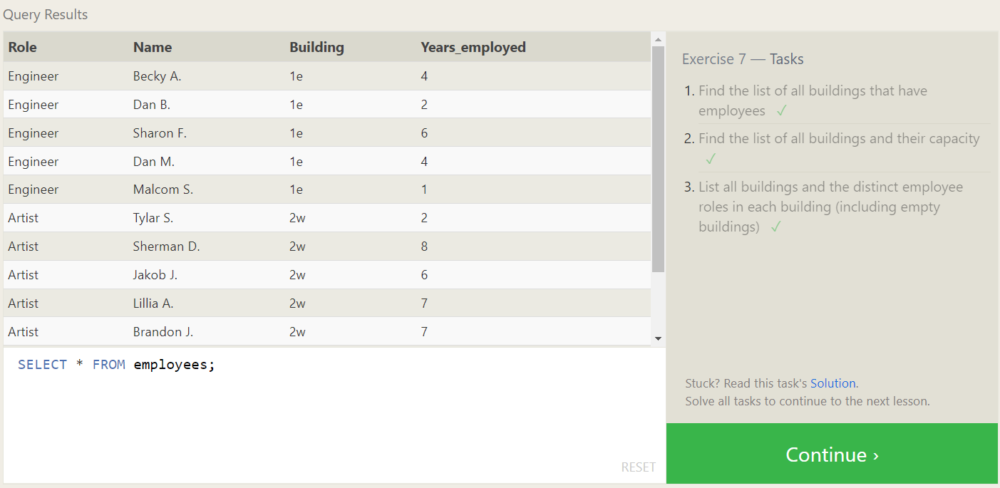 Query Results
Role Name Building Years_employed
Engineer Becky A. 1e 4
Engineer Dan B. 1e 2
Engineer Sharon F. 1e 6
Engineer Dan M. 1e 4
Engineer Malcom S. 1e 1
Artist Tylar S. 2w 2
Artist Sherman D. 2w 8
Artist Jakob J. 2w 6
Artist Lillia A. 2w 7
Artist Brandon J. 2w 7
SELECT * FROM employees;
RESET
Exercise 7 — Tasks
1. Find the list of all buildings that have
employees ✓
2. Find the list of all buildings and their capacity
✓
3. List all buildings and the distinct employee
roles in each building (including empty
buildings) ✓
Stuck? Read this task's Solution.
Solve all tasks to continue to the next lesson.
Continue ›